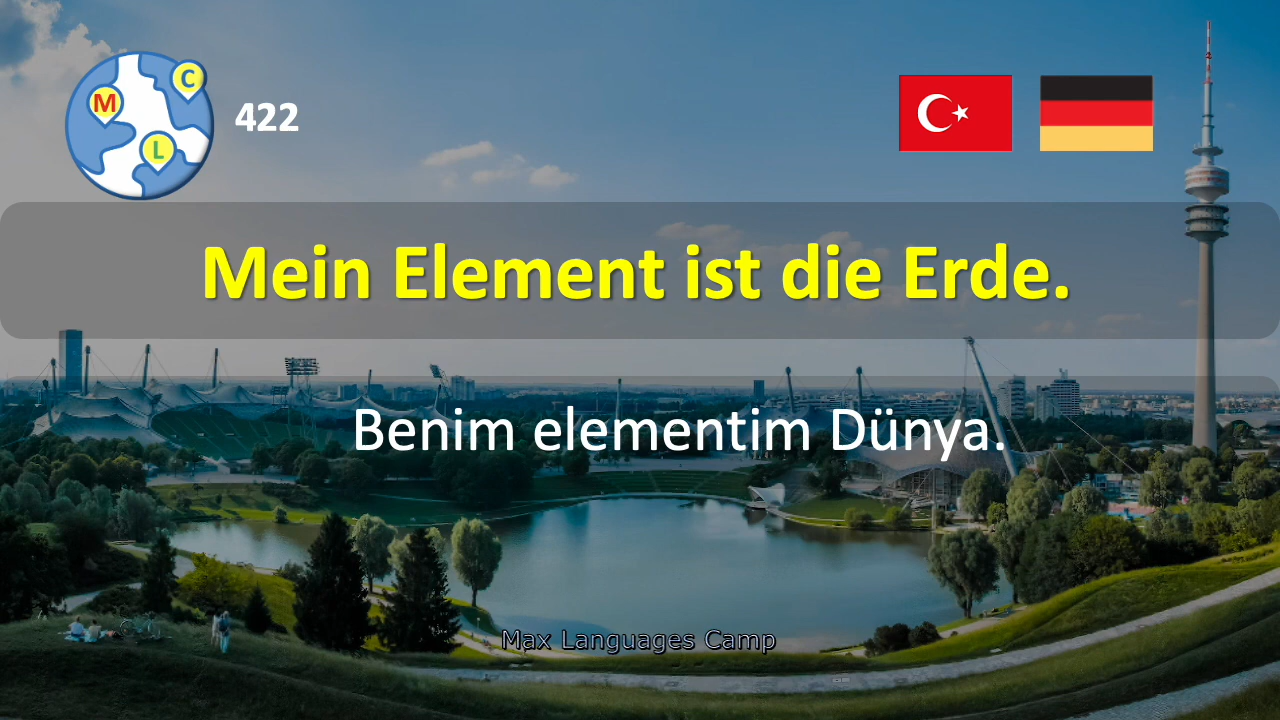 M
C
L
422
Mein Element ist die Erde.
Benim elementim Dünya.
Max Languages Camp